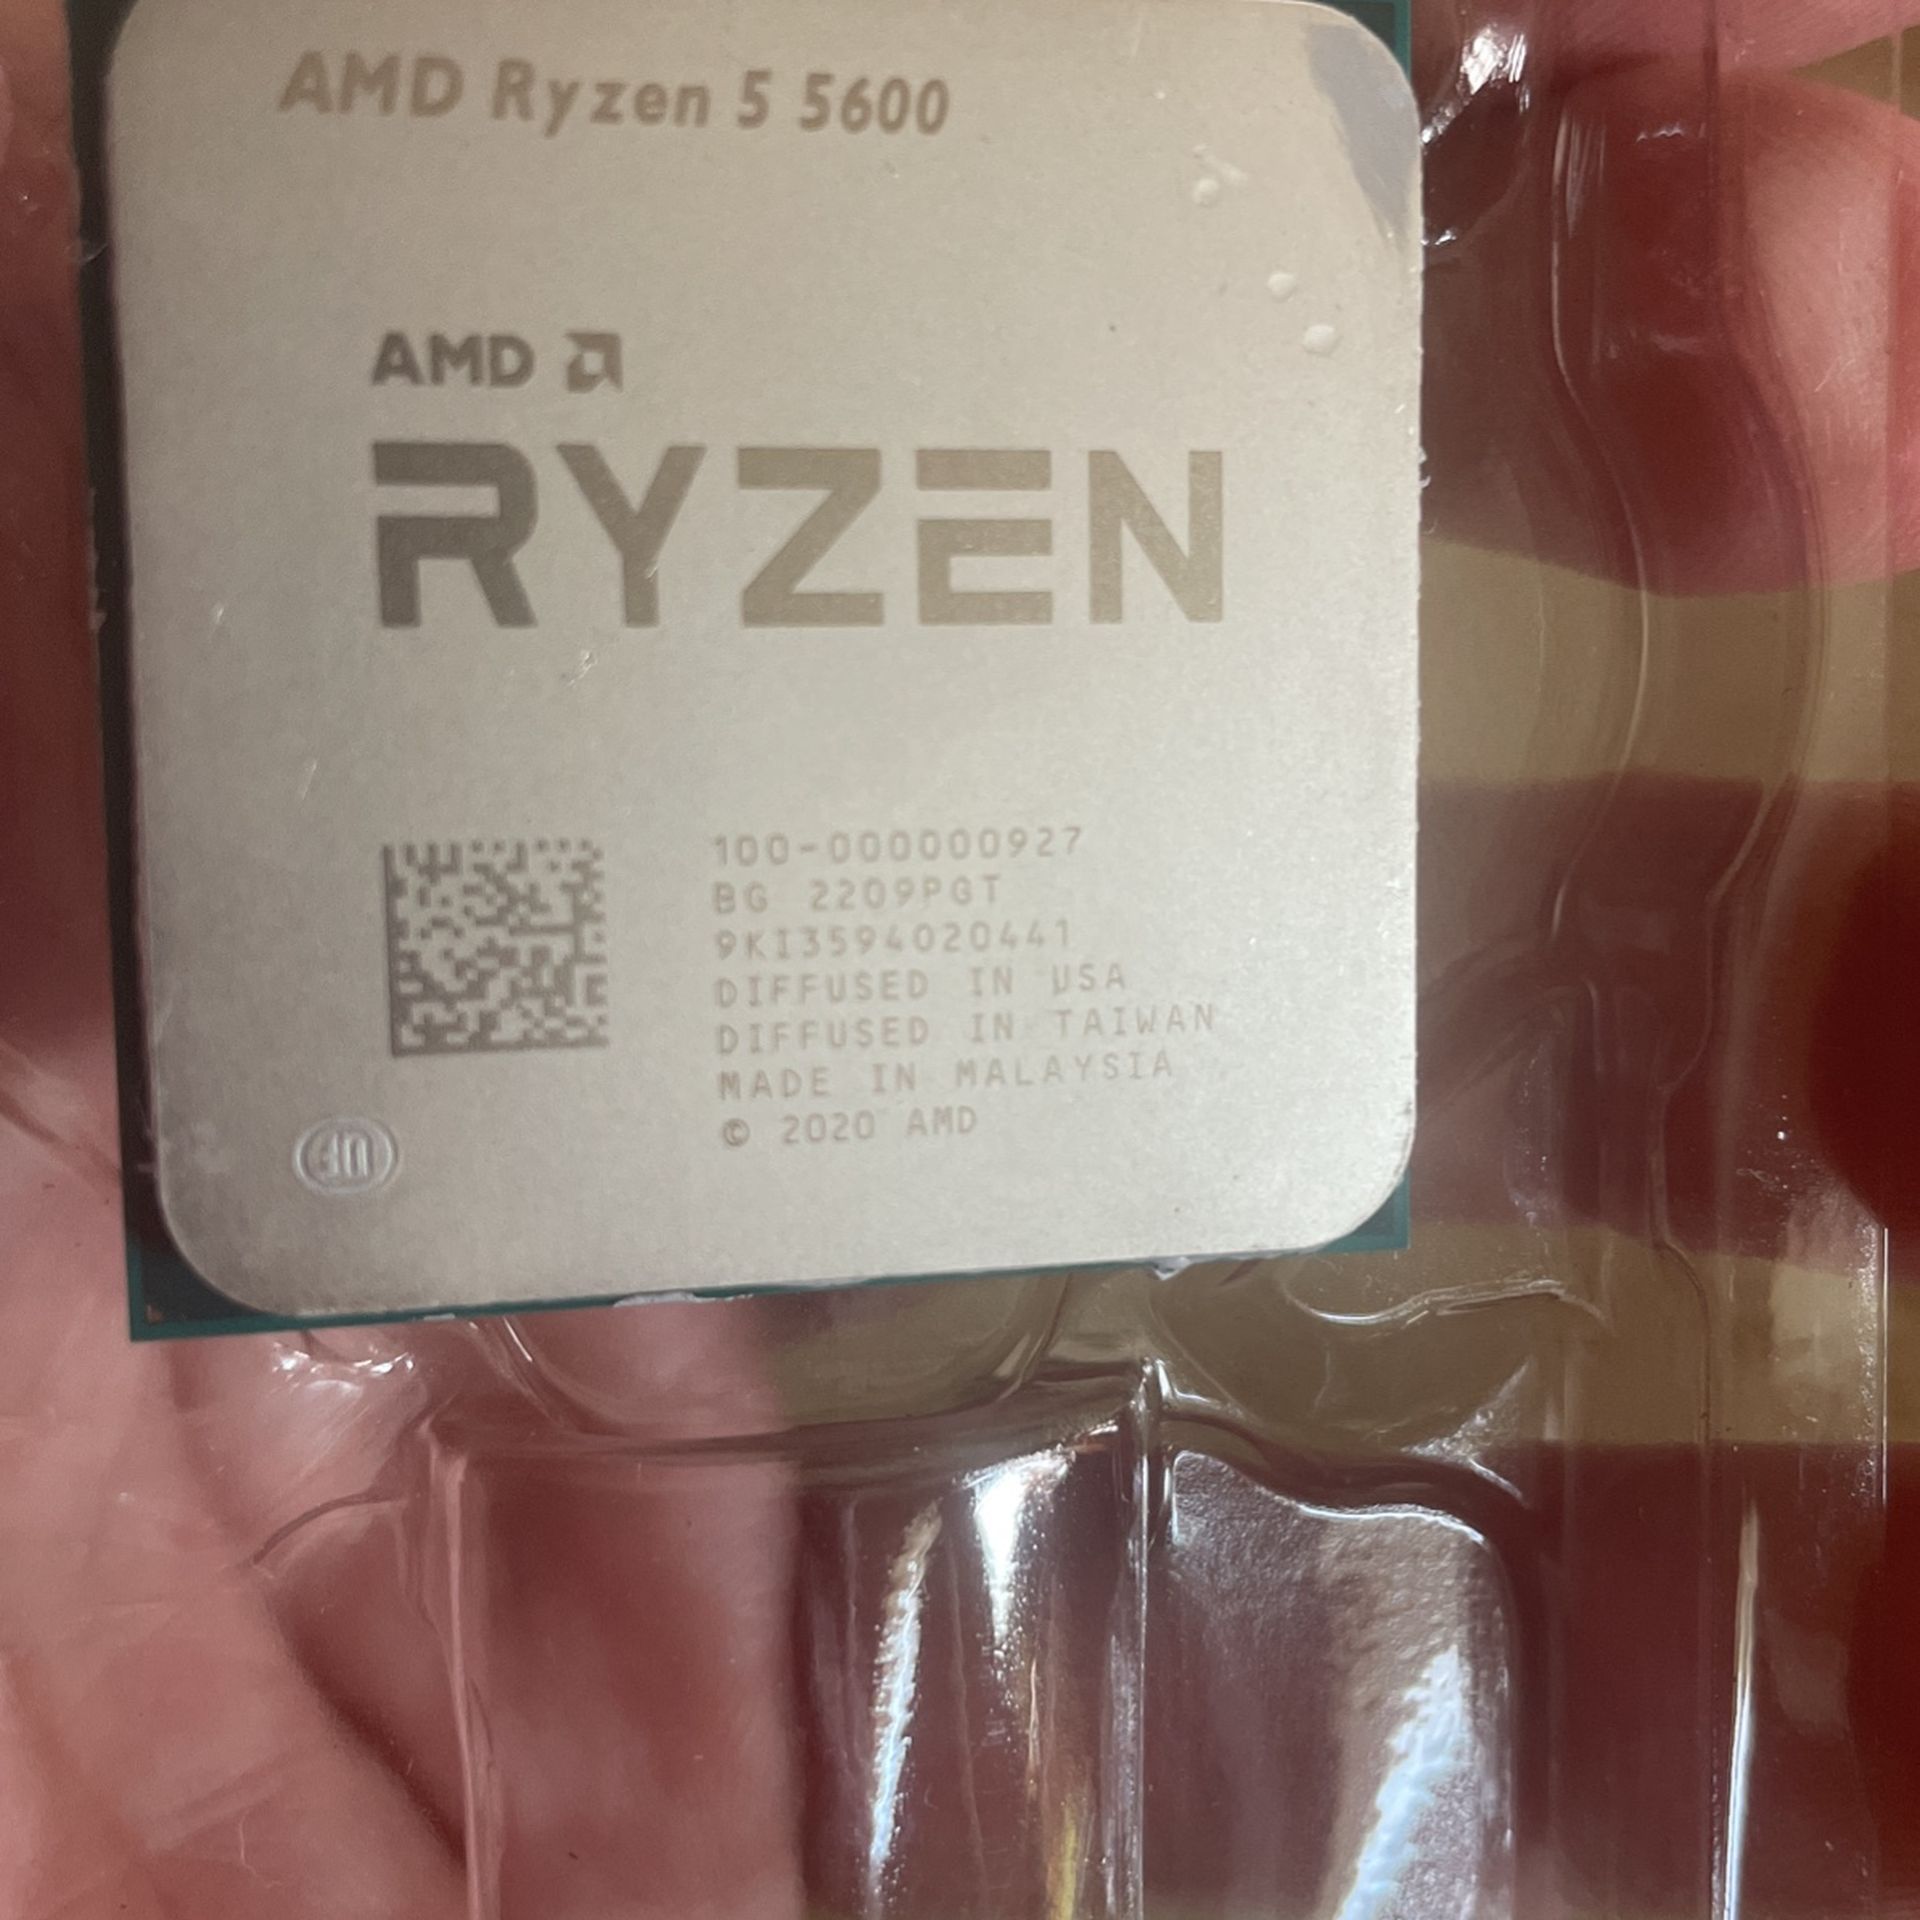 AMD Ryzen 5 5600
AMD
RYZEN
100-000000927
BG 2209PGT
9KI3594020441
DIFFUSED IN USA
DIFFUSED IN TAIWAN
MADE IN MALAYSIA
© 2020 AMD